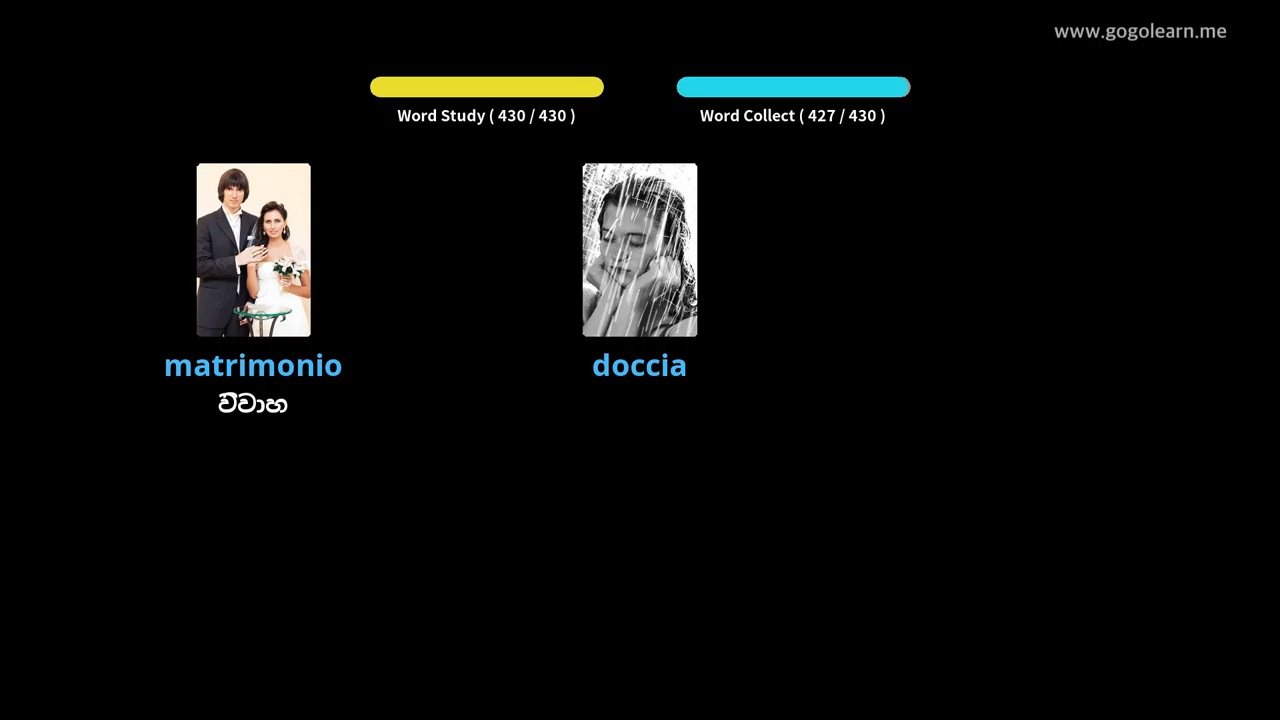 www.gogolearn.me
Word Study ( 430 / 430 )
Word Collect ( 427 / 430 )
matrimonio
විවාහ
doccia